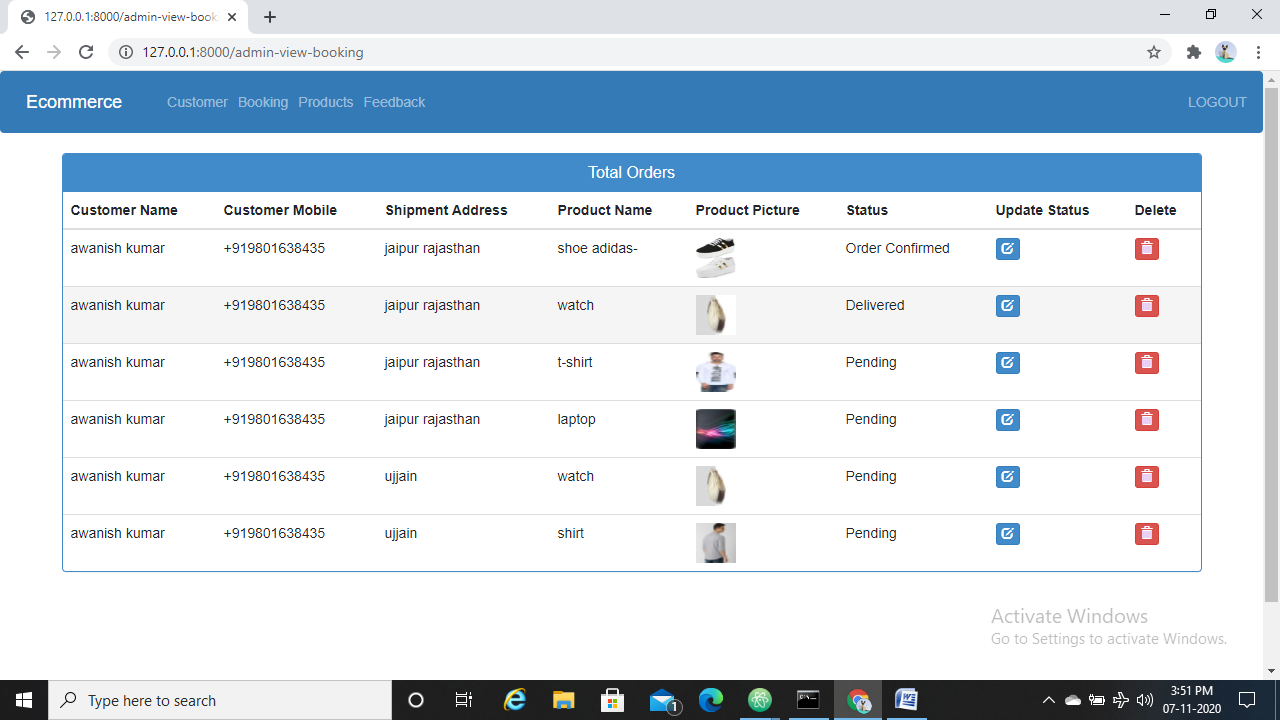 127.0.0.1:8000/admin-view-book
127.0.0.1:8000/admin-view-booking
Ecommerce Customer Booking Products Feedback LOGOUT
Total Orders
Customer Name Customer Mobile Shipment Address Product Name Product Picture Status Update Status Delete
awanish kumar +919801638435 jaipur rajasthan shoe adidas- Order Confirmed
awanish kumar +919801638435 jaipur rajasthan watch Delivered
awanish kumar +919801638435 jaipur rajasthan t-shirt Pending
awanish kumar +919801638435 jaipur rajasthan laptop Pending
awanish kumar +919801638435 ujjain watch Pending
awanish kumar +919801638435 ujjain shirt Pending
Activate Windows
Go to Settings to activate Windows.
Type here to search
1
3:51 PM
07-11-2020